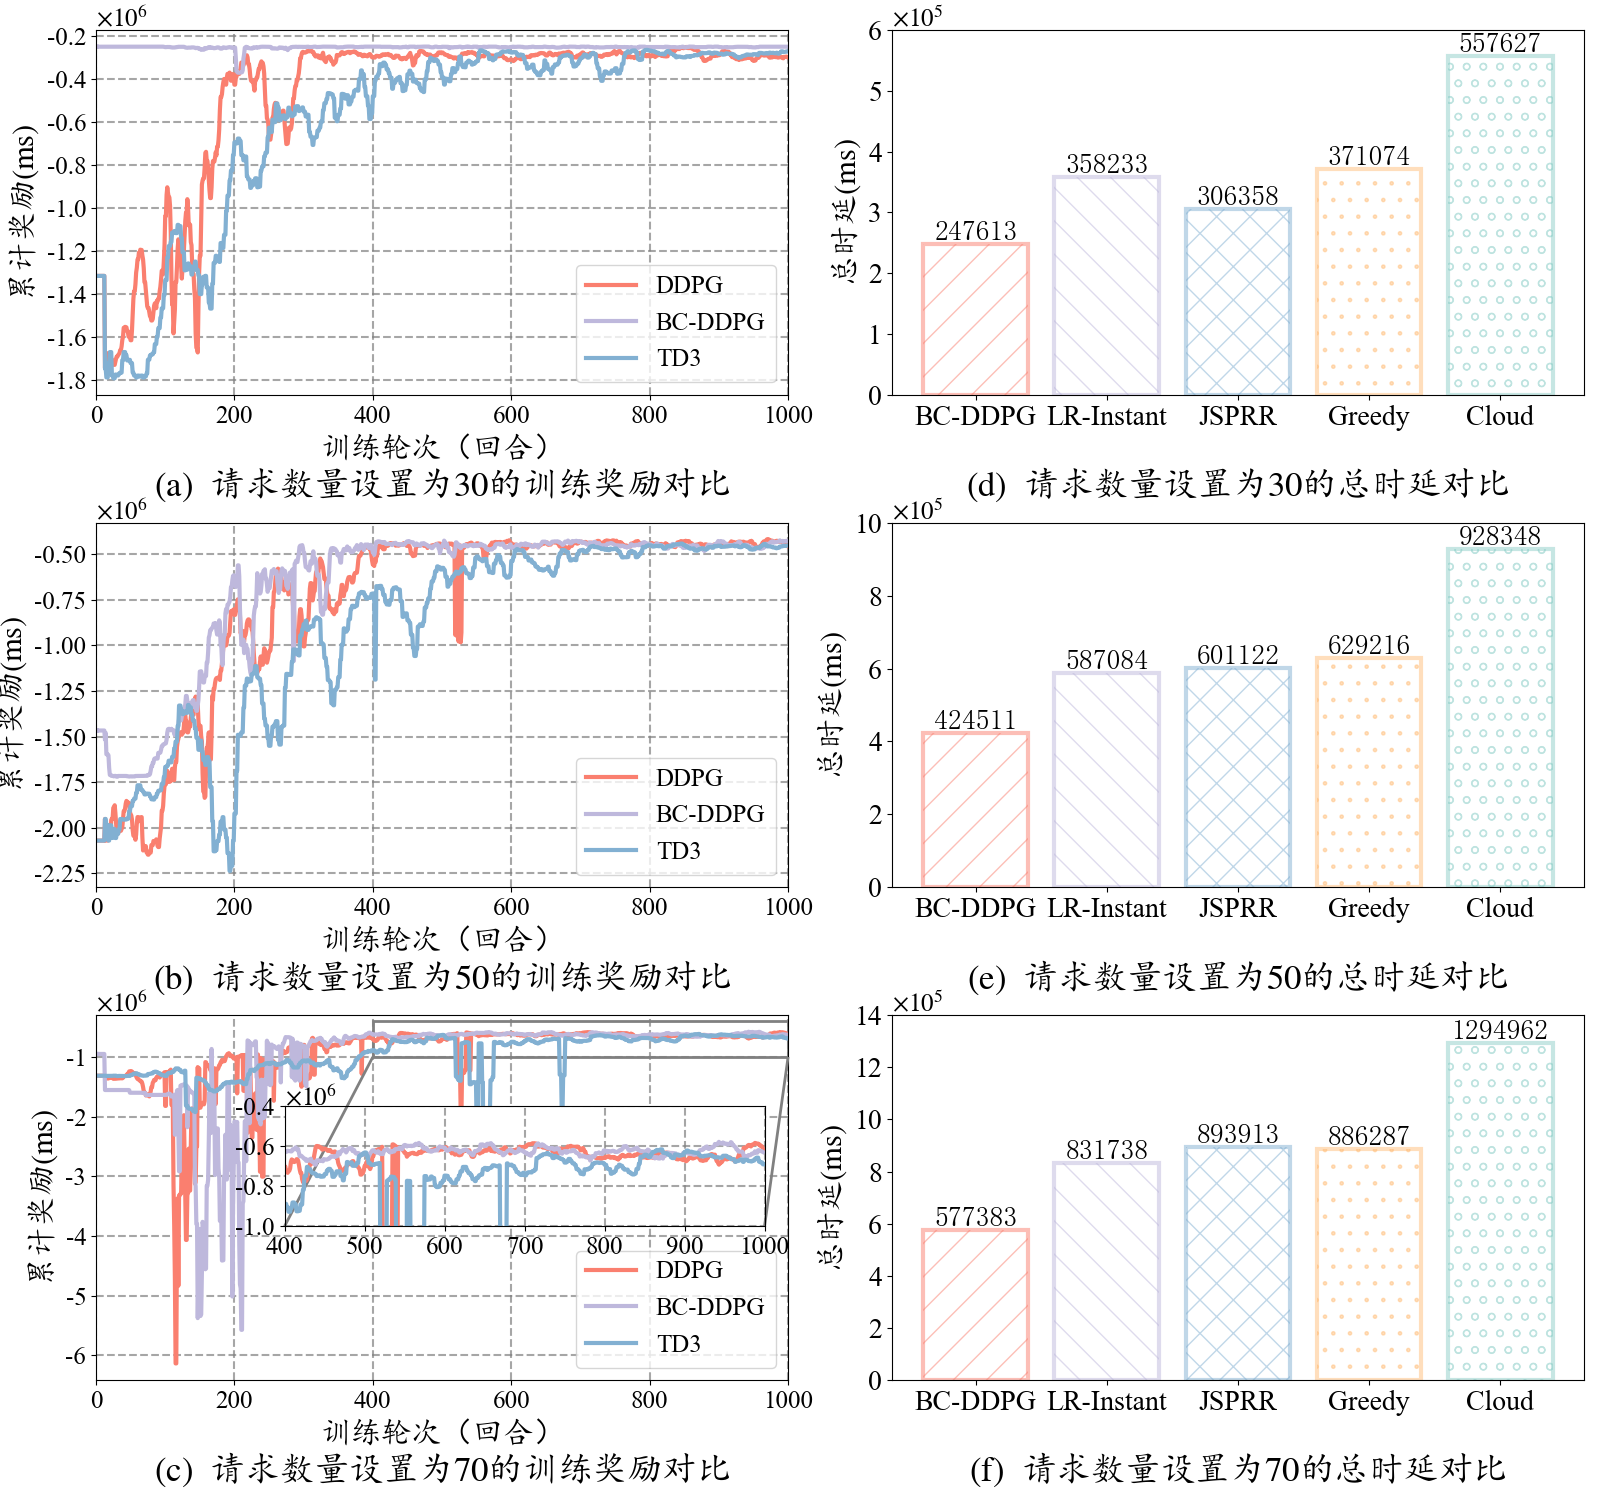 ×10⁶
-0.2
-0.4
-0.6
-0.8
-1.0
-1.2
-1.4
-1.6
-1.8
累计奖励(ms)
DDPG
BC-DDPG
TD3
0 200 400 600 800 1000
训练轮次（回合）
(a) 请求数量设置为30的训练奖励对比
×10⁵
6
5
4
3
2
1
0
总时延(ms)
247613
358233
306358
371074
557627
BC-DDPG LR-Instant JSPRR Greedy Cloud
(d) 请求数量设置为30的总时延对比
×10⁶
-0.50
-0.75
-1.00
-1.25
-1.50
-1.75
-2.00
-2.25
累计奖励(ms)
DDPG
BC-DDPG
TD3
0 200 400 600 800 1000
训练轮次（回合）
(b) 请求数量设置为50的训练奖励对比
×10⁵
10
8
6
4
2
0
总时延(ms)
424511
587084
601122
629216
928348
BC-DDPG LR-Instant JSPRR Greedy Cloud
(e) 请求数量设置为50的总时延对比
×10⁶
-1
-2
-3
-4
-5
-6
累计奖励(ms)
×10⁶
-0.4
-0.6
-0.8
-1.0
400 500 600 700 800 900 1000
DDPG
BC-DDPG
TD3
0 200 400 600 800 1000
训练轮次（回合）
(c) 请求数量设置为70的训练奖励对比
×10⁵
14
12
10
8
6
4
2
0
总时延(ms)
577383
831738
893913
886287
1294962
BC-DDPG LR-Instant JSPRR Greedy Cloud
(f) 请求数量设置为70的总时延对比